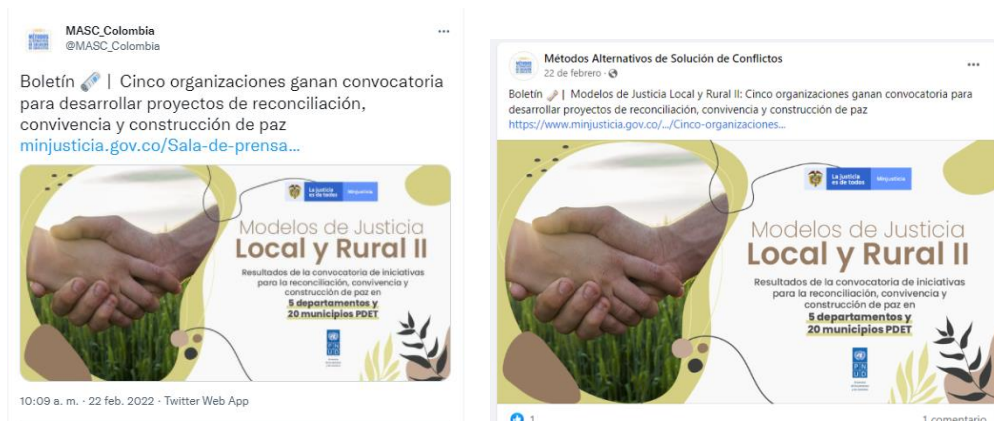 MASC_Colombia
@MASC_Colombia
Boletín | Cinco organizaciones ganan convocatoria
para desarrollar proyectos de reconciliación,
convivencia y construcción de paz
minjusticia.gov.co/Sala-de-prensa...
La justicia
es de todos
Minjusticia
Modelos de Justicia
Local y Rural II
Resultados de la convocatoria de iniciativas
para la reconciliación, convivencia y
construcción de paz en
5 departamentos y
20 municipios PDET
P N
U D
10:09 a. m. · 22 feb. 2022 · Twitter Web App
Métodos Alternativos de Solución de Conflictos
22 de febrero ·
Boletín | Modelos de Justicia Local y Rural II: Cinco organizaciones ganan convocatoria para
desarrollar proyectos de reconciliación, convivencia y construcción de paz
https://www.minjusticia.gov.co/.../Cinco-organizaciones...
La justicia
es de todos
Minjusticia
Modelos de Justicia
Local y Rural II
Resultados de la convocatoria de iniciativas
para la reconciliación, convivencia y
construcción de paz en
5 departamentos y
20 municipios PDET
P N
U D
1
1 comentario